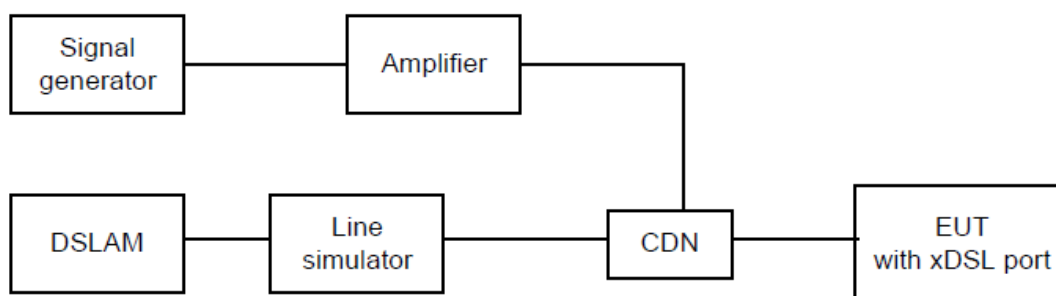 Signal
generator
Amplifier
DSLAM
Line
simulator
CDN
EUT
with xDSL port